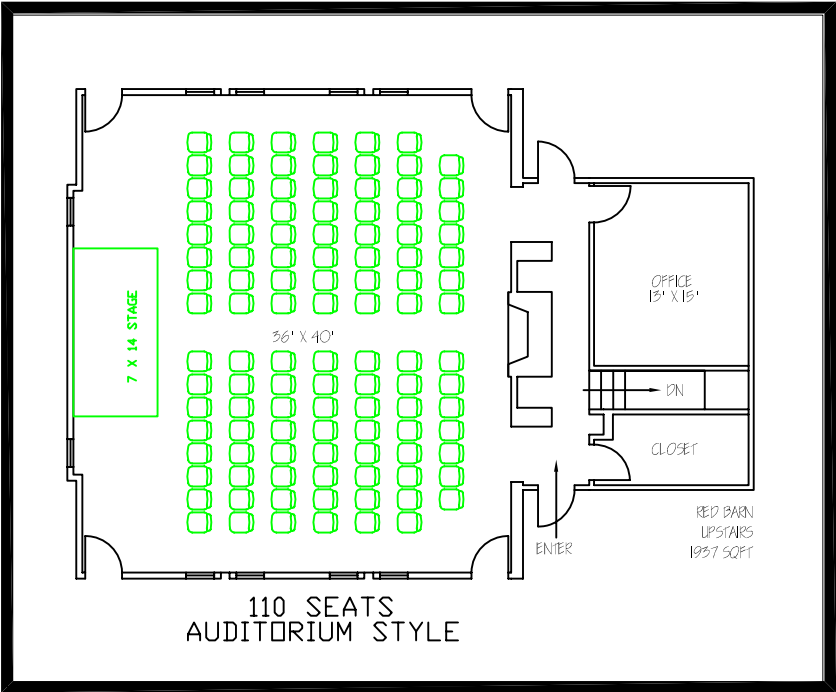 7 X 14 STAGE
36' X 40'
OFFICE
13' X 15'
DN
CLOSET
ENTER
RED BARN
UPSTAIRS
1937 SQFT
110 SEATS
AUDITORIUM STYLE